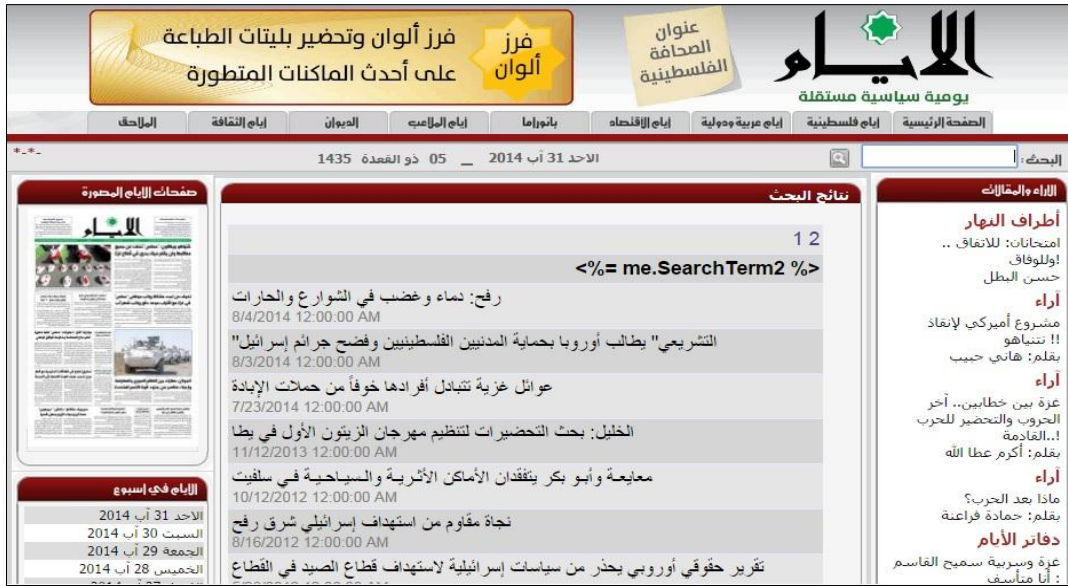 الايام
يومية سياسية مستقلة
عنوان
الصحافة
الفلسطينية
فرز
ألوان
فرز ألوان وتحضير بليتات الطباعة
على أحدث الماكنات المتطورة
الصفحة الرئيسية
ايام فلسطينية
ايام عربية ودولية
ايام الاقتصاد
بانوراما
ايام الملاعب
الديوان
ايام الثقافة
الملاحق
البحث:
الاحد 31 آب 2014 _ 05 ذو القعدة 1435
*-*-
الاراء والمقالات
أطراف النهار
امتحانات: للاتفاق ..
!وللوفاق
حسن البطل
آراء
مشروع أميركي لإنقاذ
!! نتنياهو
بقلم: هاني حبيب
آراء
غزة بين خطابين.. آخر
الحروب والتحضير للحرب
!..القادمة
بقلم: أكرم عطا الله
آراء
ماذا بعد الحرب؟
بقلم: حمادة فراعنة
دفاتر الأيام
غزة وسربية سميح القاسم
: أنا متأسف
نتائج البحث
1 2
<%= me.SearchTerm2 %>
رفح: دماء وغضب في الشوارع والحارات
8/4/2014 12:00:00 AM
التشريعي" يطالب أوروبا بحماية المدنيين الفلسطينيين وفضح جرائم إسرائيل"
8/3/2014 12:00:00 AM
عوائل غزية تتبادل أفرادها خوفاً من حملات الإبادة
7/23/2014 12:00:00 AM
الخليل: بحث التحضيرات لتنظيم مهرجان الزيتون الأول في يطا
11/12/2013 12:00:00 AM
معايعة وأبو بكر يتفقدان الأماكن الأثرية والسياحية في سلفيت
10/12/2012 12:00:00 AM
نجاة مقاوم من استهداف إسرائيلي شرق رفح
8/16/2012 12:00:00 AM
تقرير حقوقي أوروبي يحذر من سياسات إسرائيلية لاستهداف قطاع الصيد في القطاع
صفحات الايام المصورة
الايام
الايام في اسبوع
الاحد 31 آب 2014
السبت 30 آب 2014
الجمعة 29 آب 2014
الخميس 28 آب 2014